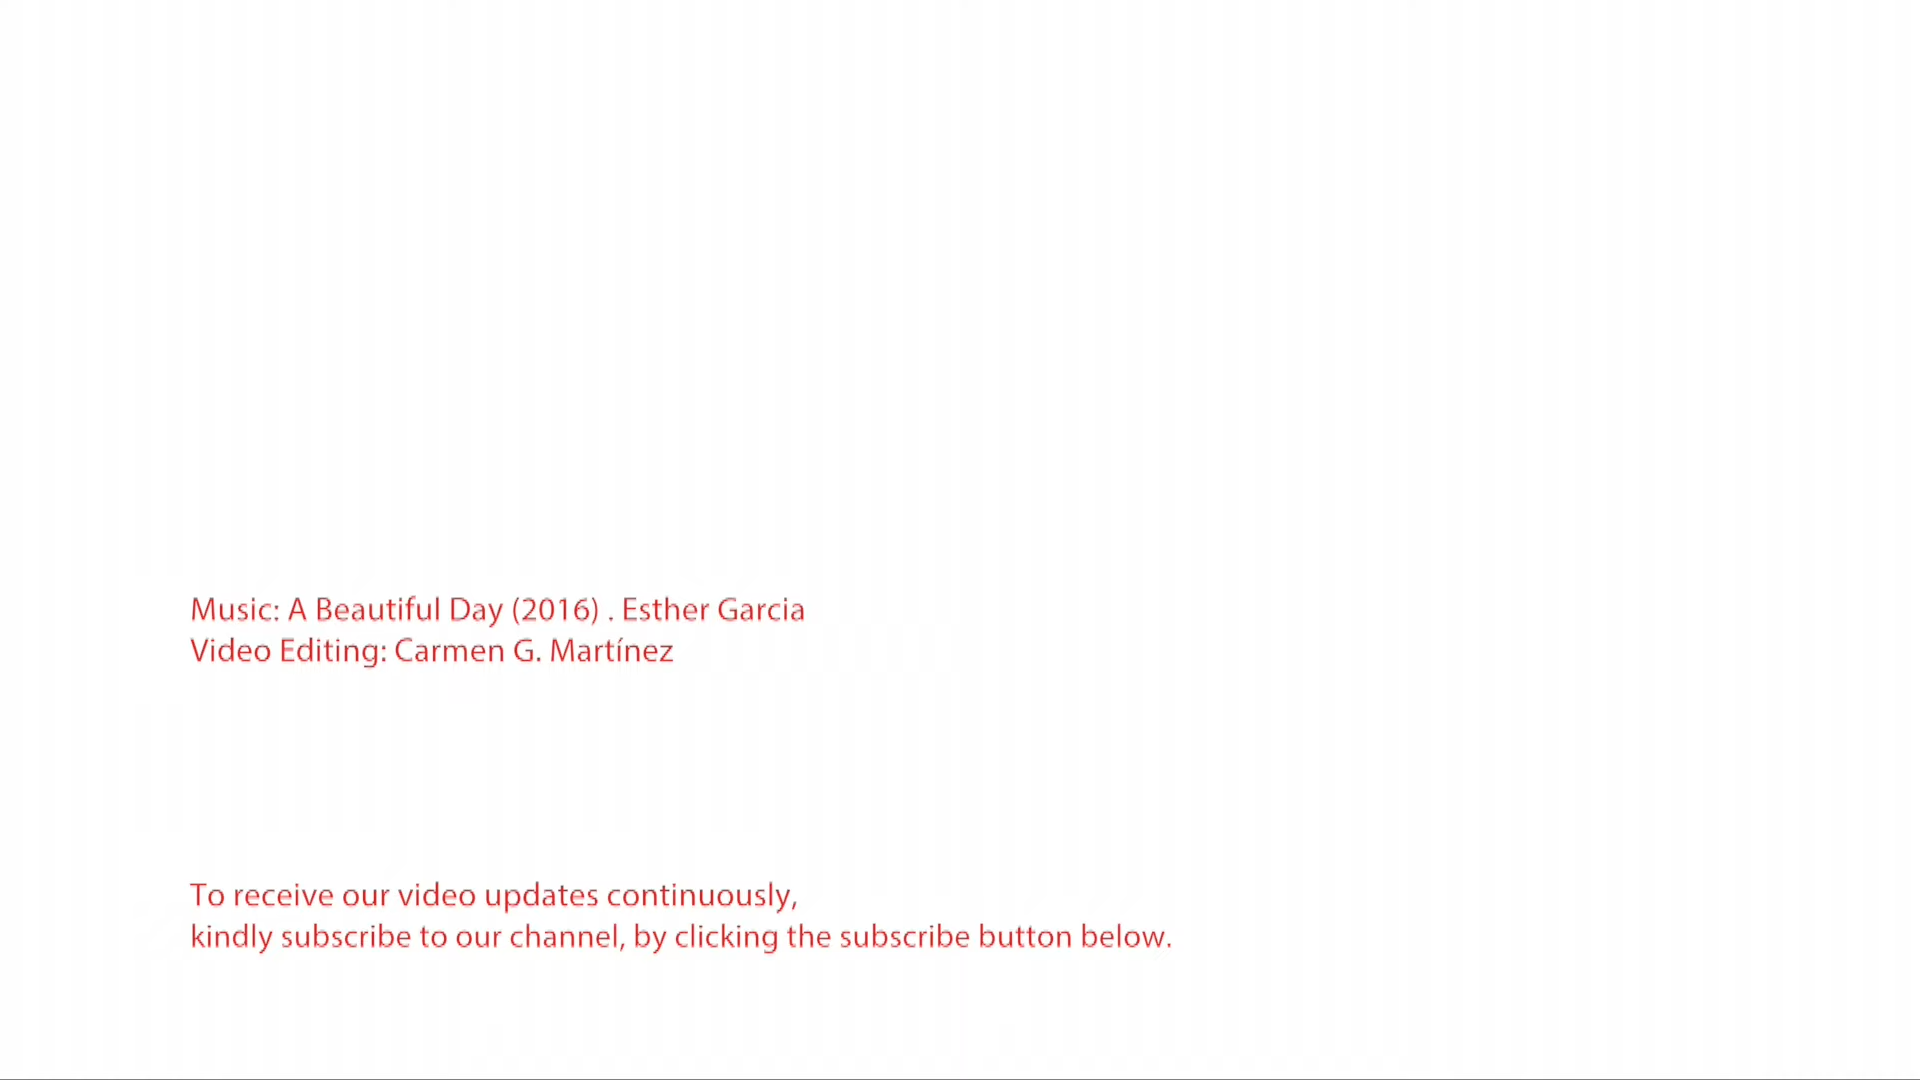 Music: A Beautiful Day (2016) . Esther Garcia
Video Editing: Carmen G. Martínez
To receive our video updates continuously,
kindly subscribe to our channel, by clicking the subscribe button below.